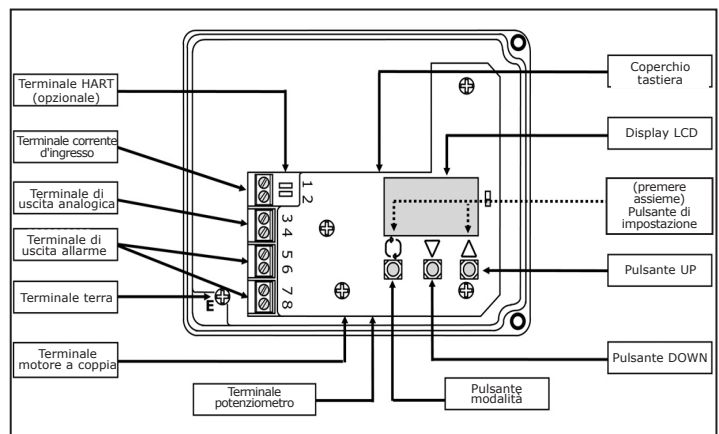 Terminale HART
(opzionale)
Terminale corrente
d'ingresso
Terminale di
uscita analogica
Terminale di
uscita allarme
Terminale terra
Terminale
motore a coppia
Terminale
potenziometro
Pulsante
modalità
Coperchio
tastiera
Display LCD
(premere
assieme)
Pulsante di
impostazione
Pulsante UP
Pulsante DOWN
1
2
3
4
5
6
7
8
E